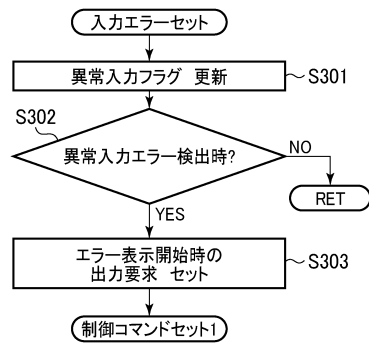 入力エラーセット
異常入力フラグ 更新
S301
S302
異常入力エラー検出時?
NO
RET
YES
エラー表示開始時の
出力要求 セット
S303
制御コマンドセット1